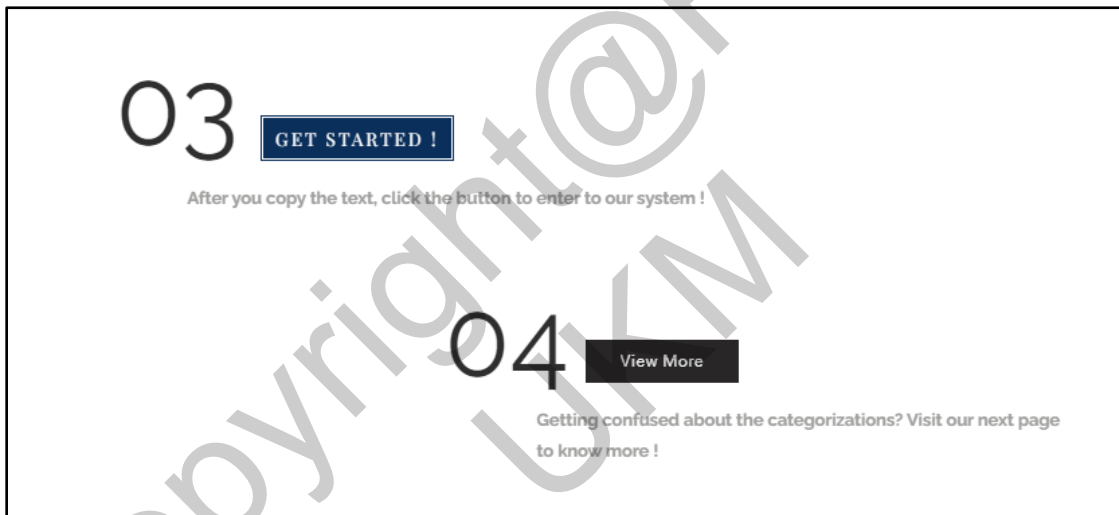 03
GET STARTED !
After you copy the text, click the button to enter to our system !
04
View More
Getting confused about the categorizations? Visit our next page
to know more !
UKM